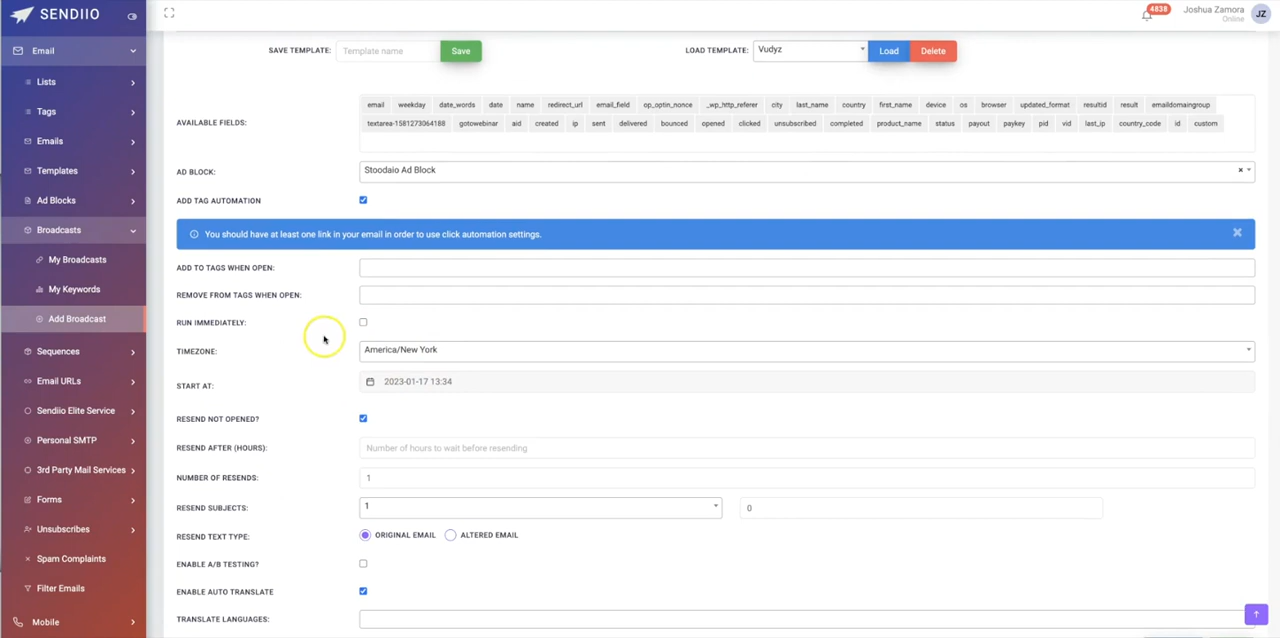 SENDIIO
4838
Joshua Zamora
Online
JZ
Email
Lists
Tags
Emails
Templates
Ad Blocks
Broadcasts
My Broadcasts
My Keywords
Add Broadcast
Sequences
Email URLs
Sendiio Elite Service
Personal SMTP
3rd Party Mail Services
Forms
Unsubscribes
Spam Complaints
Filter Emails
Mobile
SAVE TEMPLATE: Template name Save LOAD TEMPLATE: Vudyz Load Delete
AVAILABLE FIELDS:
email weekday date_words date name redirect_url email_field op_optin_nonce _wp_http_referer city last_name country first_name device os browser updated_format resultid result emaildomaingroup
textarea-1581273064188 gotowebinar aid created ip sent delivered bounced opened clicked unsubscribed completed product_name status payout paykey pid vid last_ip country_code id custom
AD BLOCK: Stoodaio Ad Block ×
ADD TAG AUTOMATION
You should have at least one link in your email in order to use click automation settings.
ADD TO TAGS WHEN OPEN:
REMOVE FROM TAGS WHEN OPEN:
RUN IMMEDIATELY:
TIMEZONE: America/New York
START AT: 2023-01-17 13:34
RESEND NOT OPENED?
RESEND AFTER (HOURS): Number of hours to wait before resending
NUMBER OF RESENDS: 1
RESEND SUBJECTS: 1 0
RESEND TEXT TYPE: ORIGINAL EMAIL ALTERED EMAIL
ENABLE A/B TESTING?
ENABLE AUTO TRANSLATE
TRANSLATE LANGUAGES: